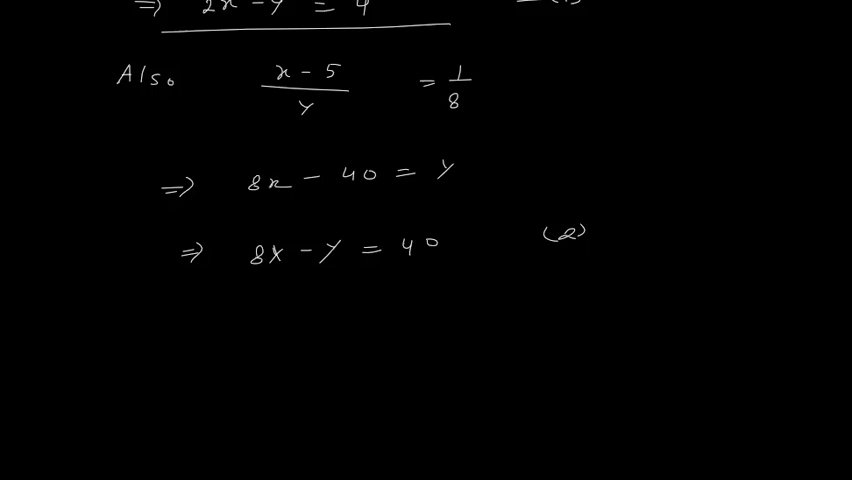 ⇒ 2x - y = 4
Also x - 5 / y = 1 / 8
⇒ 8x - 40 = y
⇒ 8x - y = 40 (2)